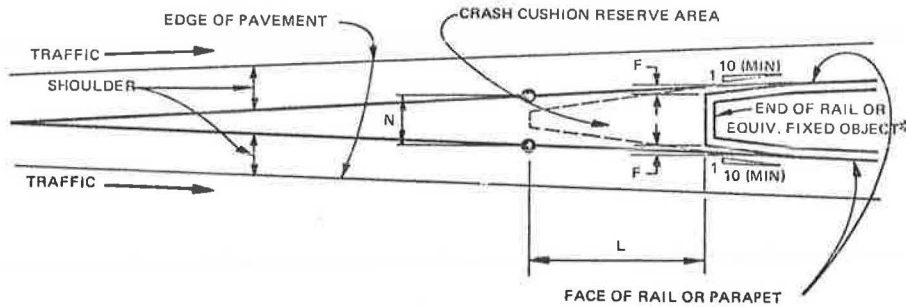 EDGE OF PAVEMENT
CRASH CUSHION RESERVE AREA
TRAFFIC
SHOULDER
F
1
10 (MIN)
N
END OF RAIL OR
EQUIV. FIXED OBJECT*
F
1
10 (MIN)
TRAFFIC
L
FACE OF RAIL OR PARAPET